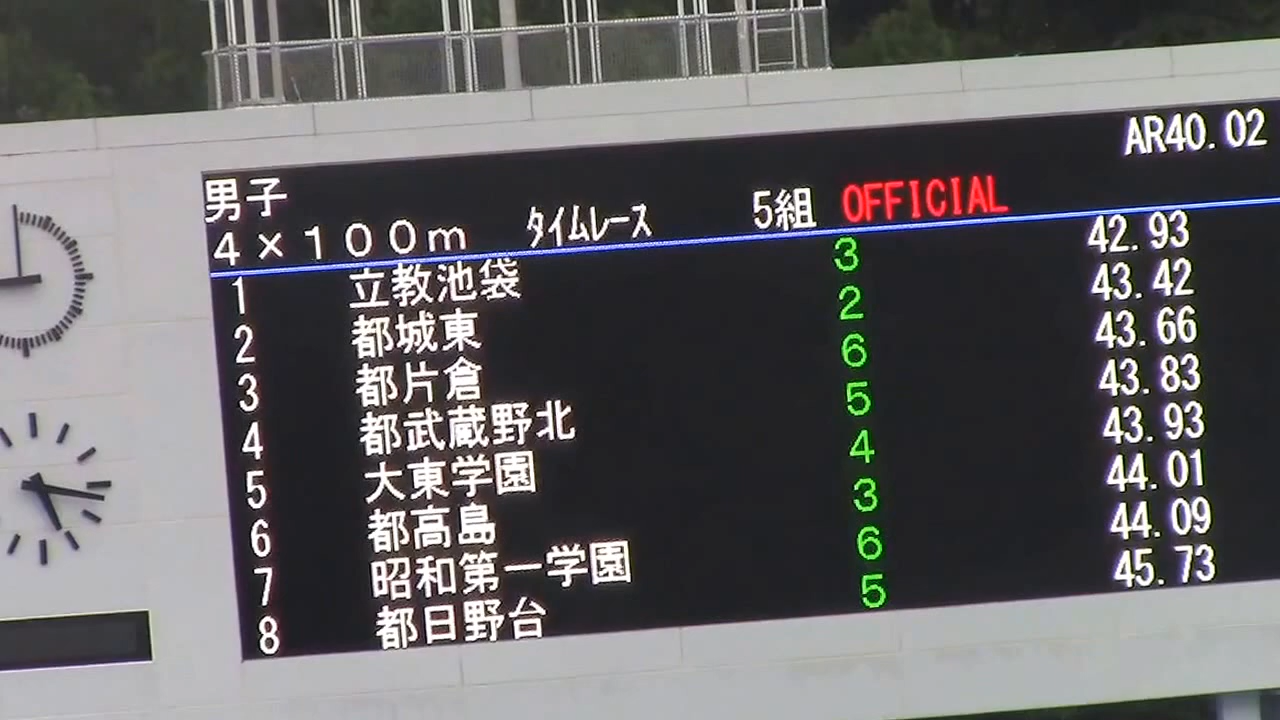 AR40.02
男子
4×100m タイムレース 5組 OFFICIAL
1 立教池袋 3 42.93
2 都城東 2 43.42
3 都片倉 6 43.66
4 都武蔵野北 5 43.83
5 大東学園 4 43.93
6 都高島 3 44.01
7 昭和第一学園 6 44.09
8 都日野台 5 45.73